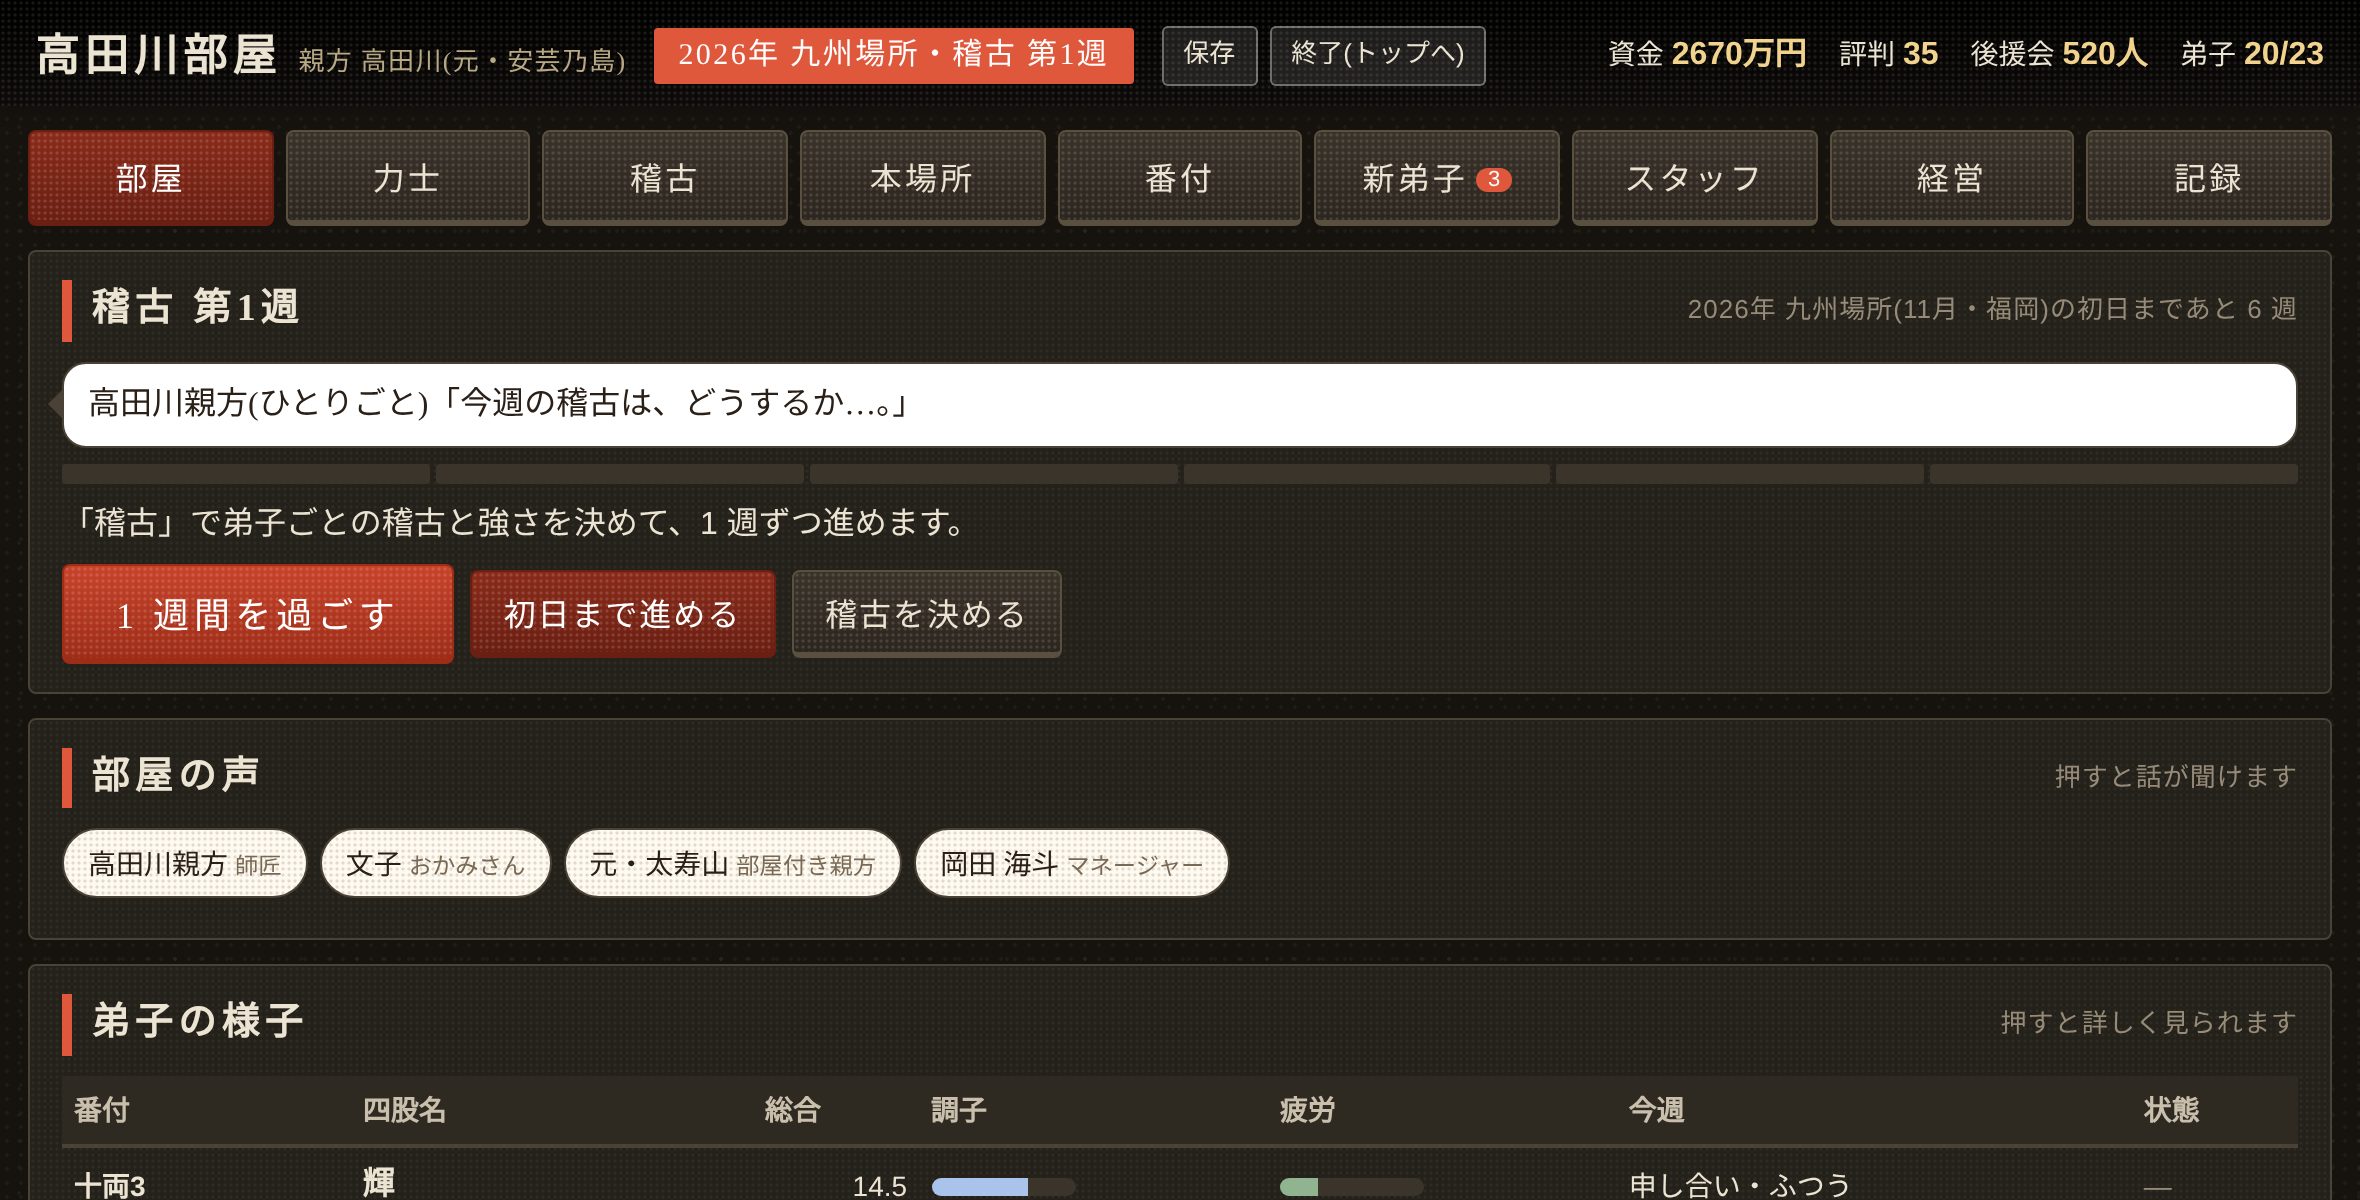 高田川部屋 親方 高田川(元・安芸乃島) 2026年 九州場所・稽古 第1週 保存 終了(トップへ) 資金 2670万円 評判 35 後援会 520人 弟子 20/23
部屋 力士 稽古 本場所 番付 新弟子 3 スタッフ 経営 記録
稽古 第1週 2026年 九州場所(11月・福岡)の初日まであと 6 週
高田川親方(ひとりごと)「今週の稽古は、どうするか…。」
「稽古」で弟子ごとの稽古と強さを決めて、1 週ずつ進めます。
1 週間を過ごす 初日まで進める 稽古を決める
部屋の声 押すと話が聞けます
高田川親方 師匠 文子 おかみさん 元・太寿山 部屋付き親方 岡田 海斗 マネージャー
弟子の様子 押すと詳しく見られます
番付 四股名 総合 調子 疲労 今週 状態
十両3 輝 14.5 申し合い・ふつう —